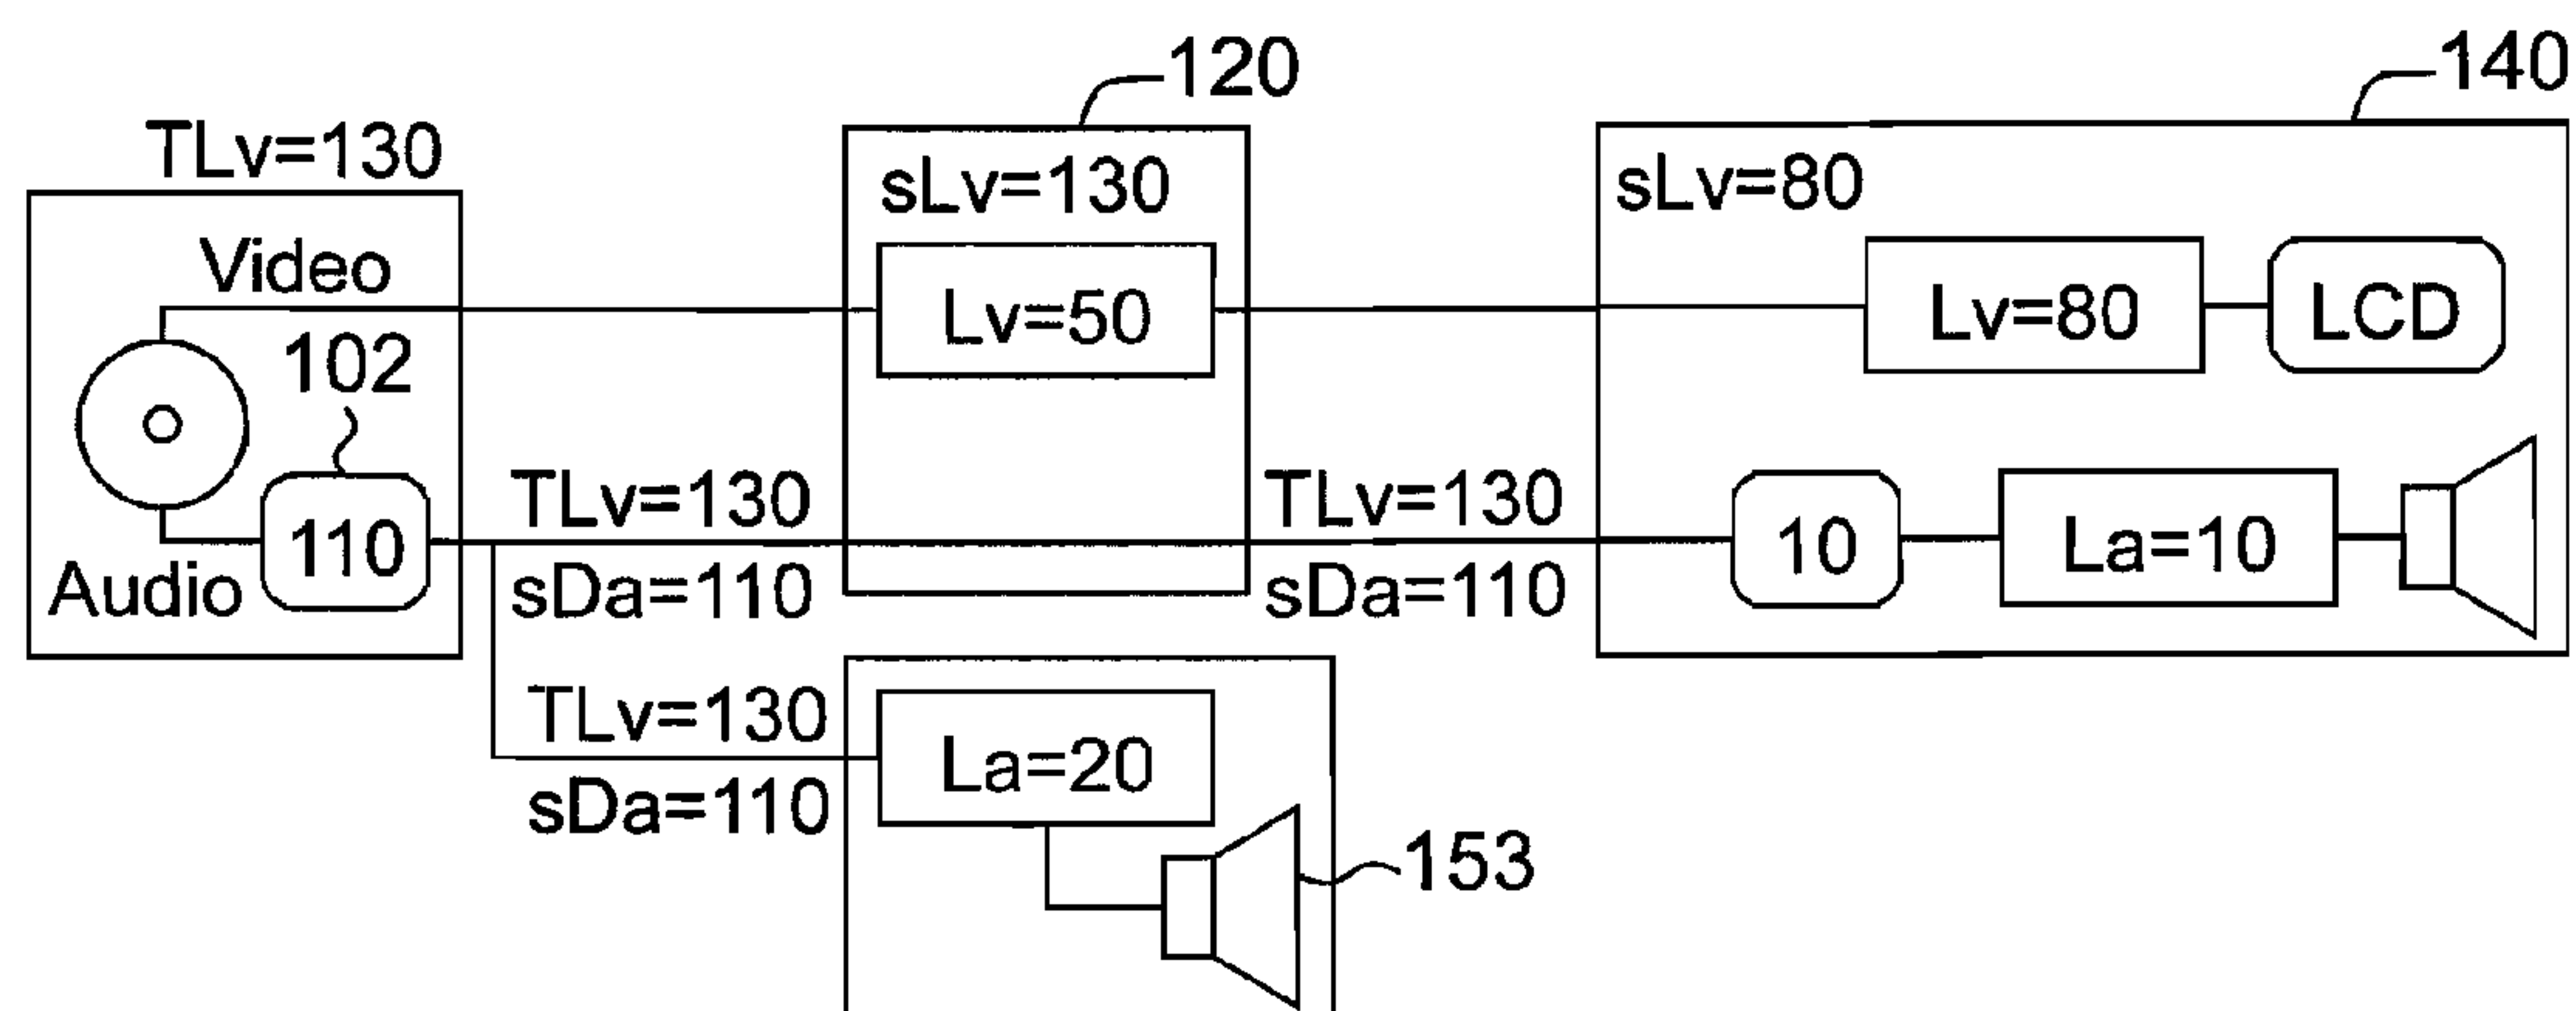 120
140
TLv=130
sLv=130
sLv=80
Video
Lv=50
Lv=80
LCD
102
110
Audio
TLv=130
sDa=110
TLv=130
sDa=110
10
La=10
TLv=130
sDa=110
La=20
153